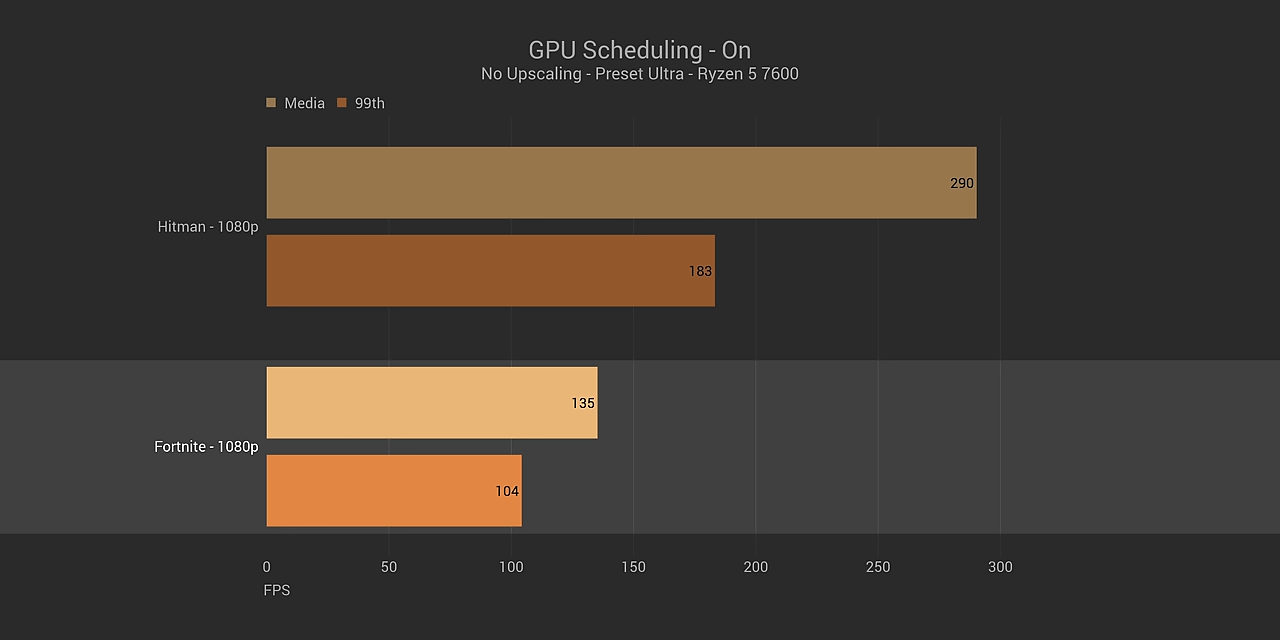 GPU Scheduling - On
No Upscaling - Preset Ultra - Ryzen 5 7600
Media 99th
290
Hitman - 1080p
183
135
Fortnite - 1080p
104
0 50 100 150 200 250 300
FPS